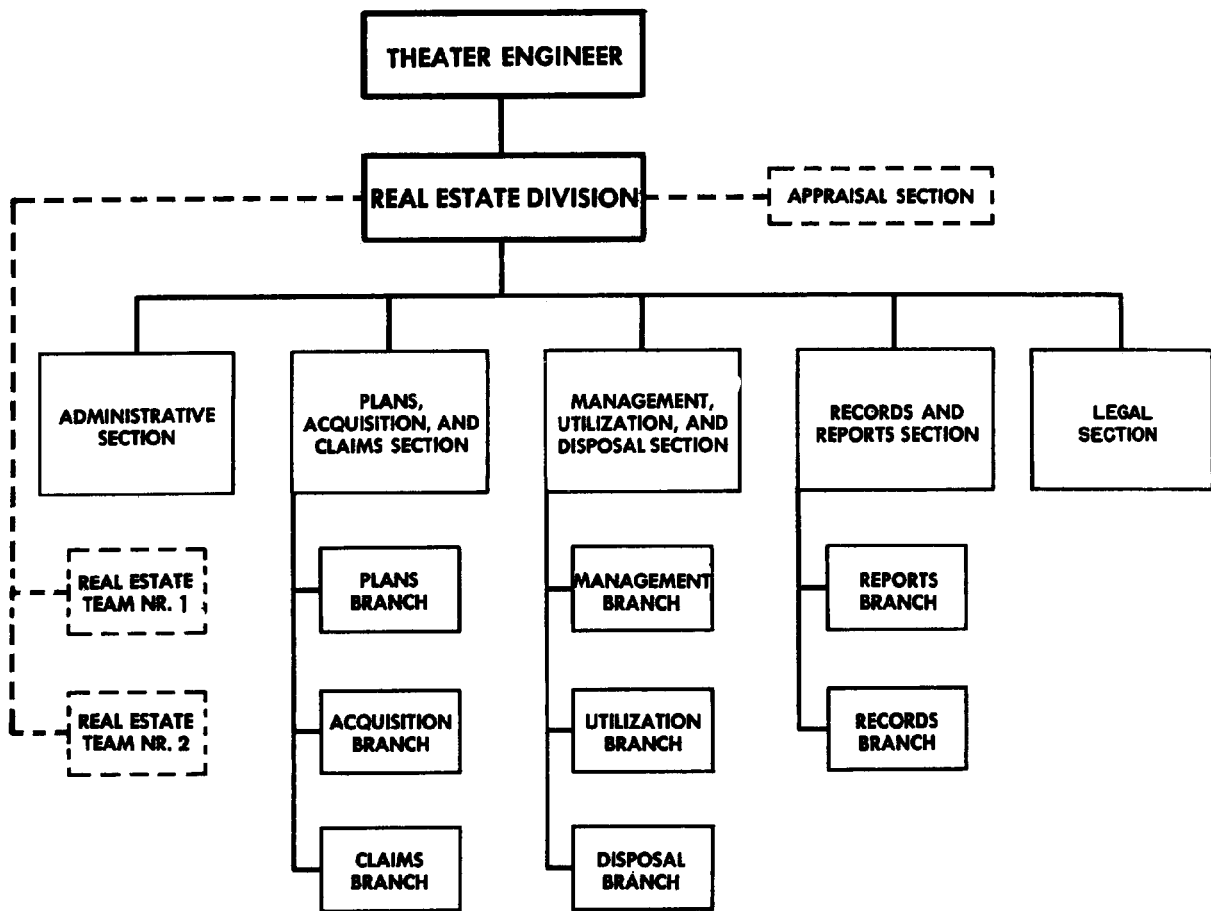 THEATER ENGINEER
REAL ESTATE DIVISION
APPRAISAL SECTION
ADMINISTRATIVE
SECTION
PLANS,
ACQUISITION, AND
CLAIMS SECTION
MANAGEMENT,
UTILIZATION, AND
DISPOSAL SECTION
RECORDS AND
REPORTS SECTION
LEGAL
SECTION
REAL ESTATE
TEAM NR. 1
PLANS
BRANCH
MANAGEMENT
BRANCH
REPORTS
BRANCH
REAL ESTATE
TEAM NR. 2
ACQUISITION
BRANCH
UTILIZATION
BRANCH
RECORDS
BRANCH
CLAIMS
BRANCH
DISPOSAL
BRANCH